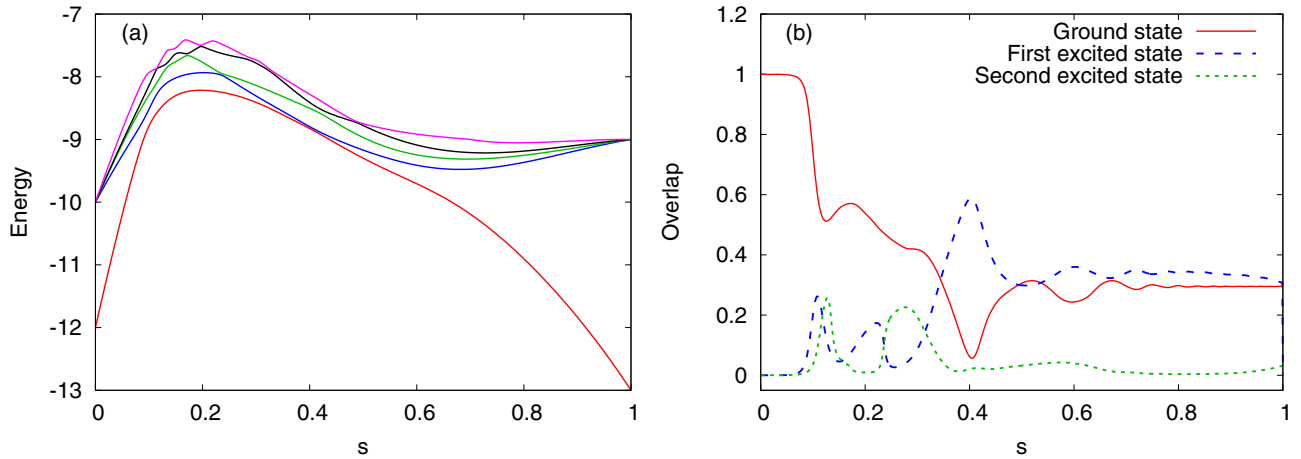 (a)
Energy
-7
-8
-9
-10
-11
-12
-13
0 0.2 0.4 0.6 0.8 1
s
(b)
Ground state
First excited state
Second excited state
Overlap
1.2
1
0.8
0.6
0.4
0.2
0
0 0.2 0.4 0.6 0.8 1
s